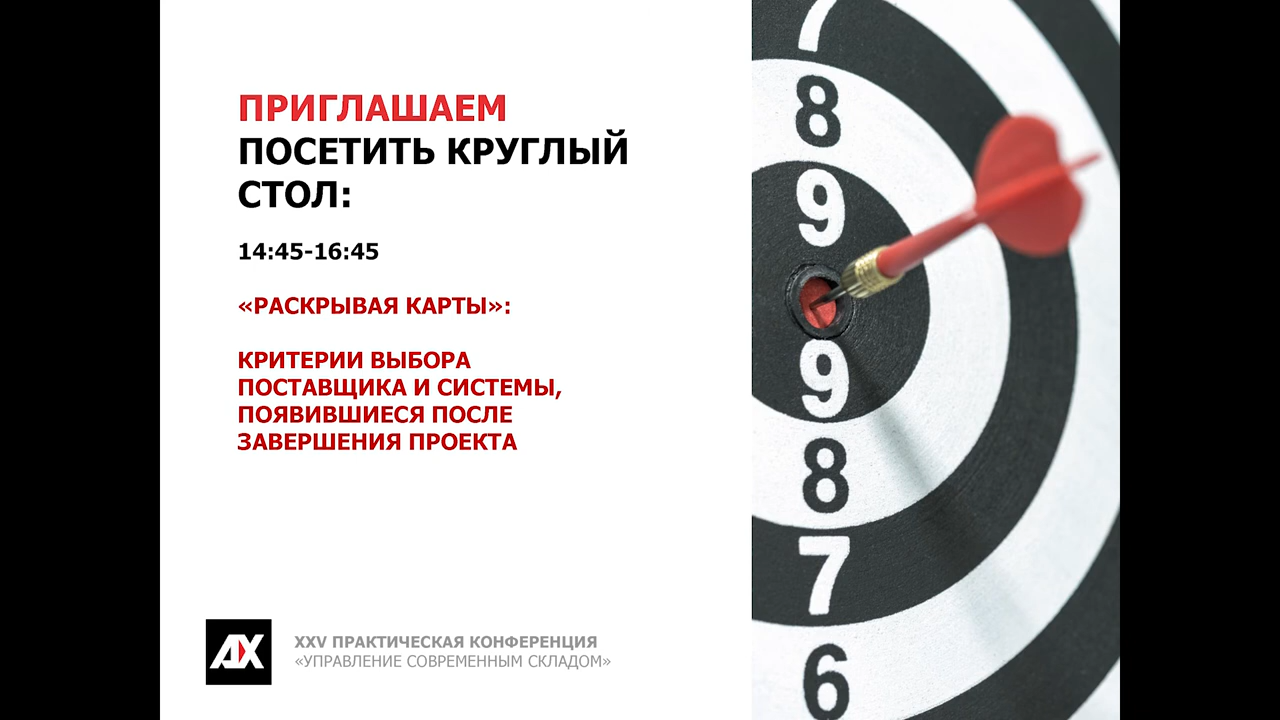 ПРИГЛАШАЕМ
ПОСЕТИТЬ КРУГЛЫЙ
СТОЛ:
14:45-16:45
«РАСКРЫВАЯ КАРТЫ»:
КРИТЕРИИ ВЫБОРА
ПОСТАВЩИКА И СИСТЕМЫ,
ПОЯВИВШИЕСЯ ПОСЛЕ
ЗАВЕРШЕНИЯ ПРОЕКТА
AX
XXV ПРАКТИЧЕСКАЯ КОНФЕРЕНЦИЯ
«УПРАВЛЕНИЕ СОВРЕМЕННЫМ СКЛАДОМ»
7
8
9
9
8
7
6